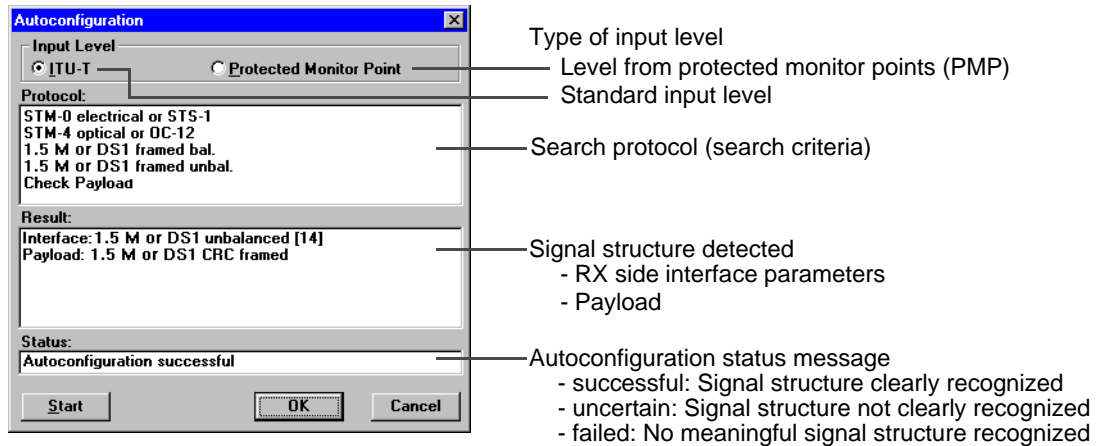 Autoconfiguration
Input Level
ITU-T
Protected Monitor Point
Protocol:
STM-0 electrical or STS-1
STM-4 optical or OC-12
1.5 M or DS1 framed bal.
1.5 M or DS1 framed unbal.
Check Payload
Result:
Interface:1.5 M or DS1 unbalanced [14]
Payload: 1.5 M or DS1 CRC framed
Status:
Autoconfiguration successful
Start
OK
Cancel
Type of input level
Level from protected monitor points (PMP)
Standard input level
Search protocol (search criteria)
Signal structure detected
- RX side interface parameters
- Payload
Autoconfiguration status message
- successful: Signal structure clearly recognized
- uncertain: Signal structure not clearly recognized
- failed: No meaningful signal structure recognized